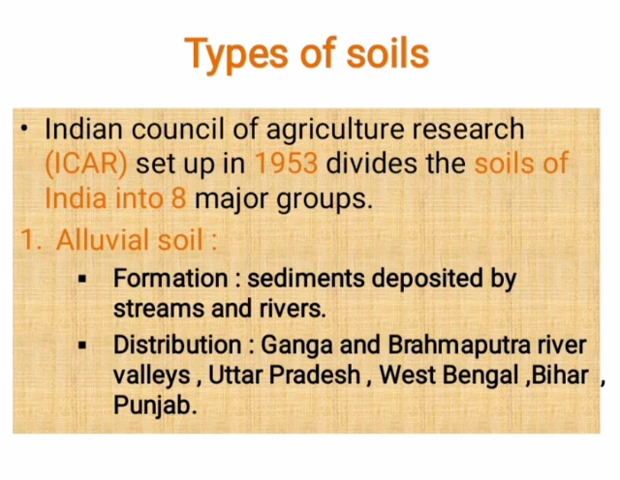 Types of soils
• Indian council of agriculture research
(ICAR) set up in 1953 divides the soils of
India into 8 major groups.
1. Alluvial soil :
▪ Formation : sediments deposited by
streams and rivers.
▪ Distribution : Ganga and Brahmaputra river
valleys , Uttar Pradesh , West Bengal ,Bihar ,
Punjab.